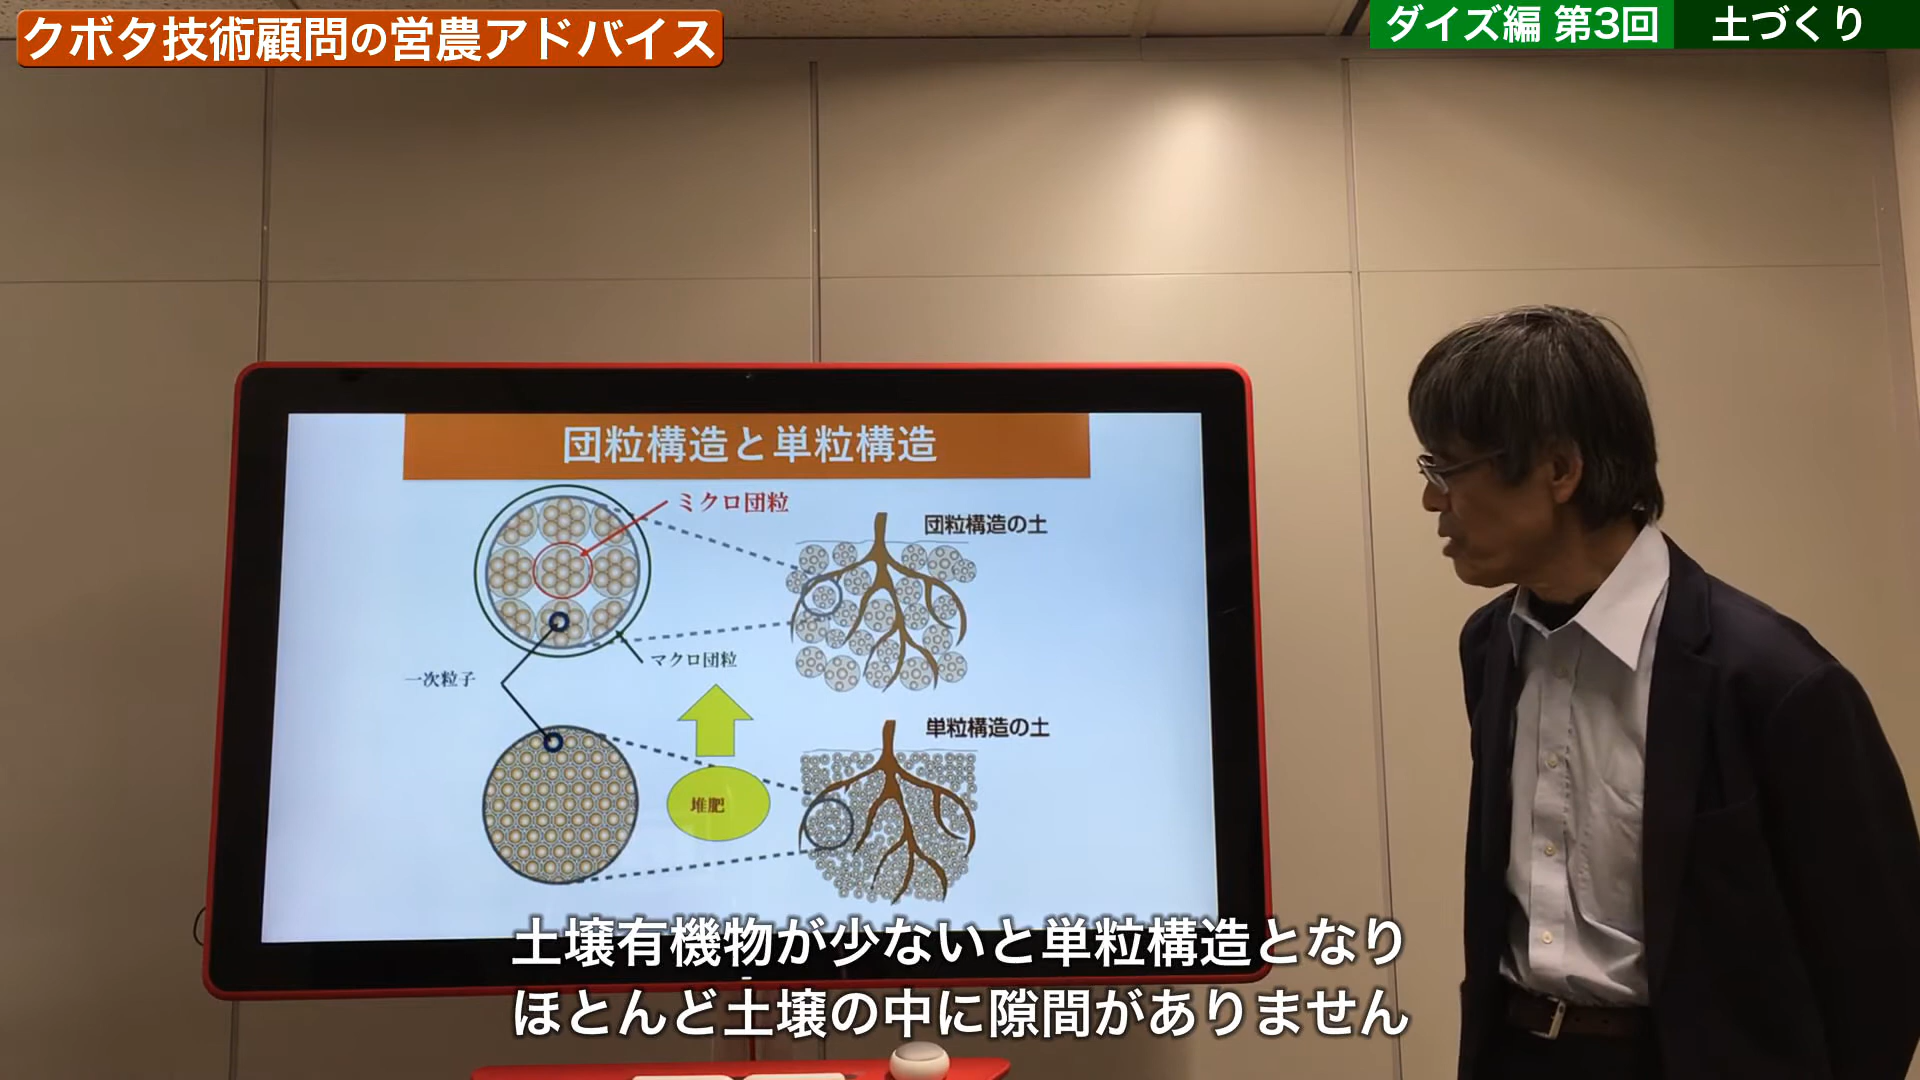 クボタ技術顧問の営農アドバイス
ダイズ編 第3回 土づくり
団粒構造と単粒構造
ミクロ団粒
団粒構造の土
マクロ団粒
一次粒子
単粒構造の土
堆肥
土壌有機物が少ないと単粒構造となり
ほとんど土壌の中に隙間がありません